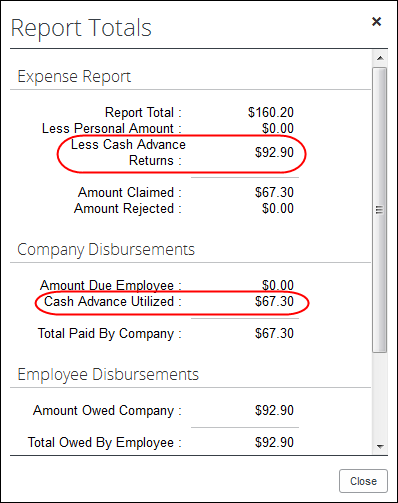 Report Totals ×
Expense Report
Report Total : $160.20
Less Personal Amount : $0.00
Less Cash Advance
Returns : $92.90
Amount Claimed : $67.30
Amount Rejected : $0.00
Company Disbursements
Amount Due Employee : $0.00
Cash Advance Utilized : $67.30
Total Paid By Company : $67.30
Employee Disbursements
Amount Owed Company : $92.90
Total Owed By Employee : $92.90
Close